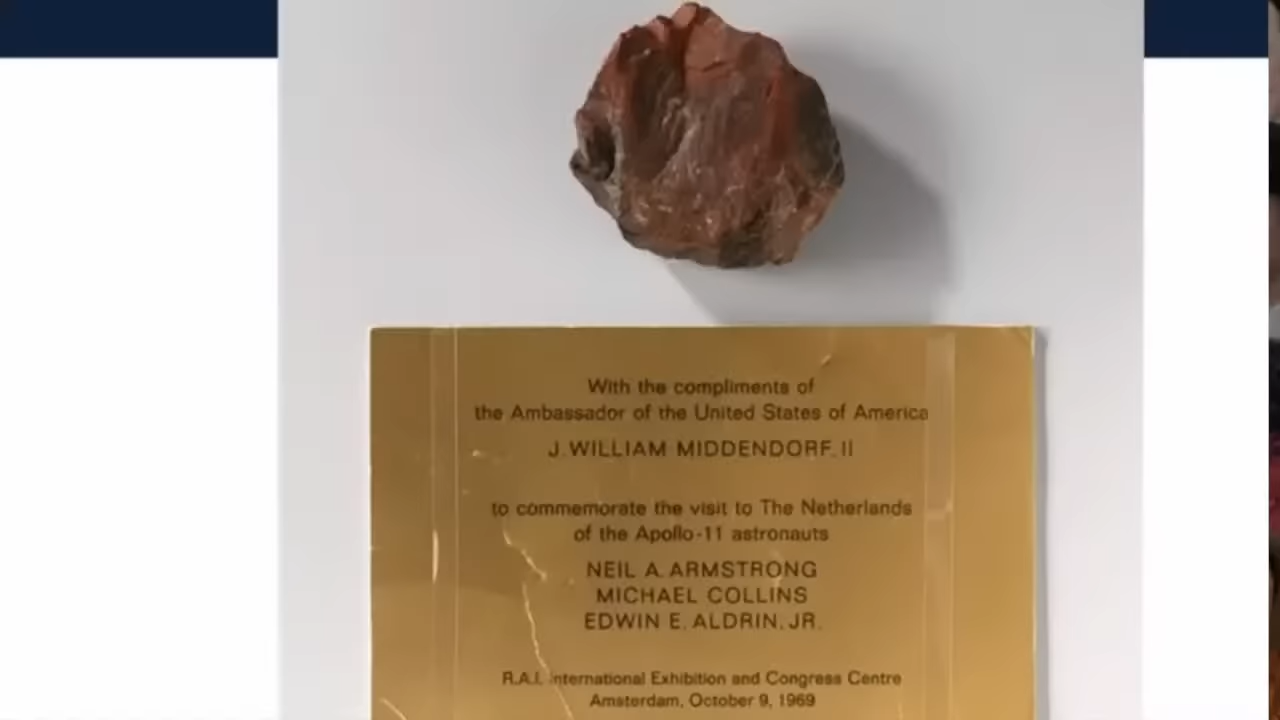 With the compliments of
the Ambassador of the United States of America
J. WILLIAM MIDDENDORF, II
to commemorate the visit to The Netherlands
of the Apollo-11 astronauts
NEIL A. ARMSTRONG
MICHAEL COLLINS
EDWIN E. ALDRIN, JR.
R.A.I. International Exhibition and Congress Centre
Amsterdam, October 9, 1969